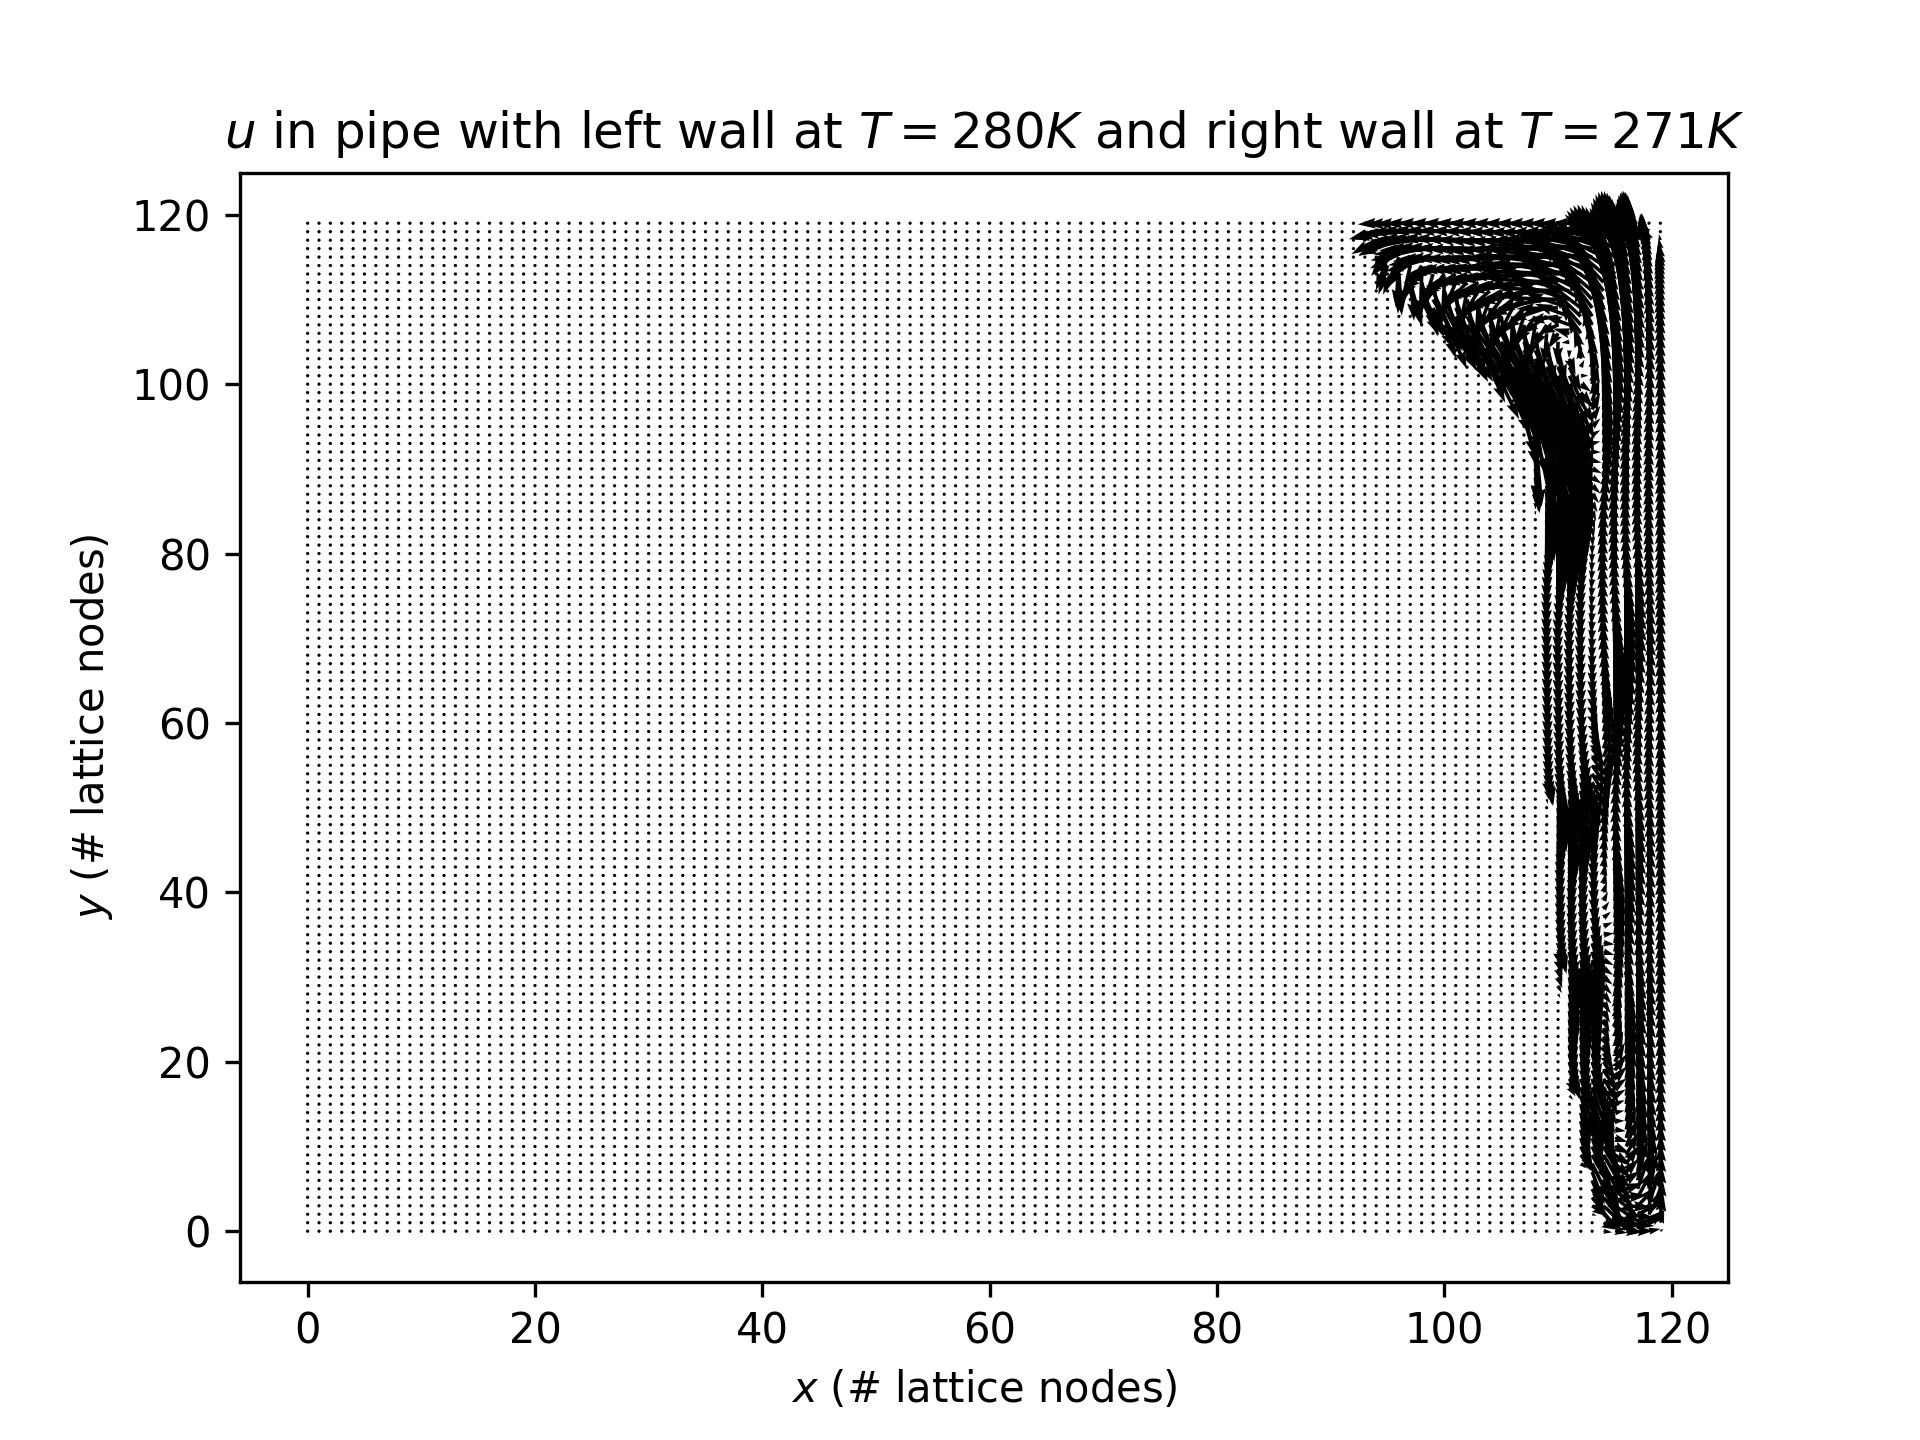 u in pipe with left wall at T = 280K and right wall at T = 271K
120
100
80
60
40
20
0
y (# lattice nodes)
0 20 40 60 80 100 120
x (# lattice nodes)